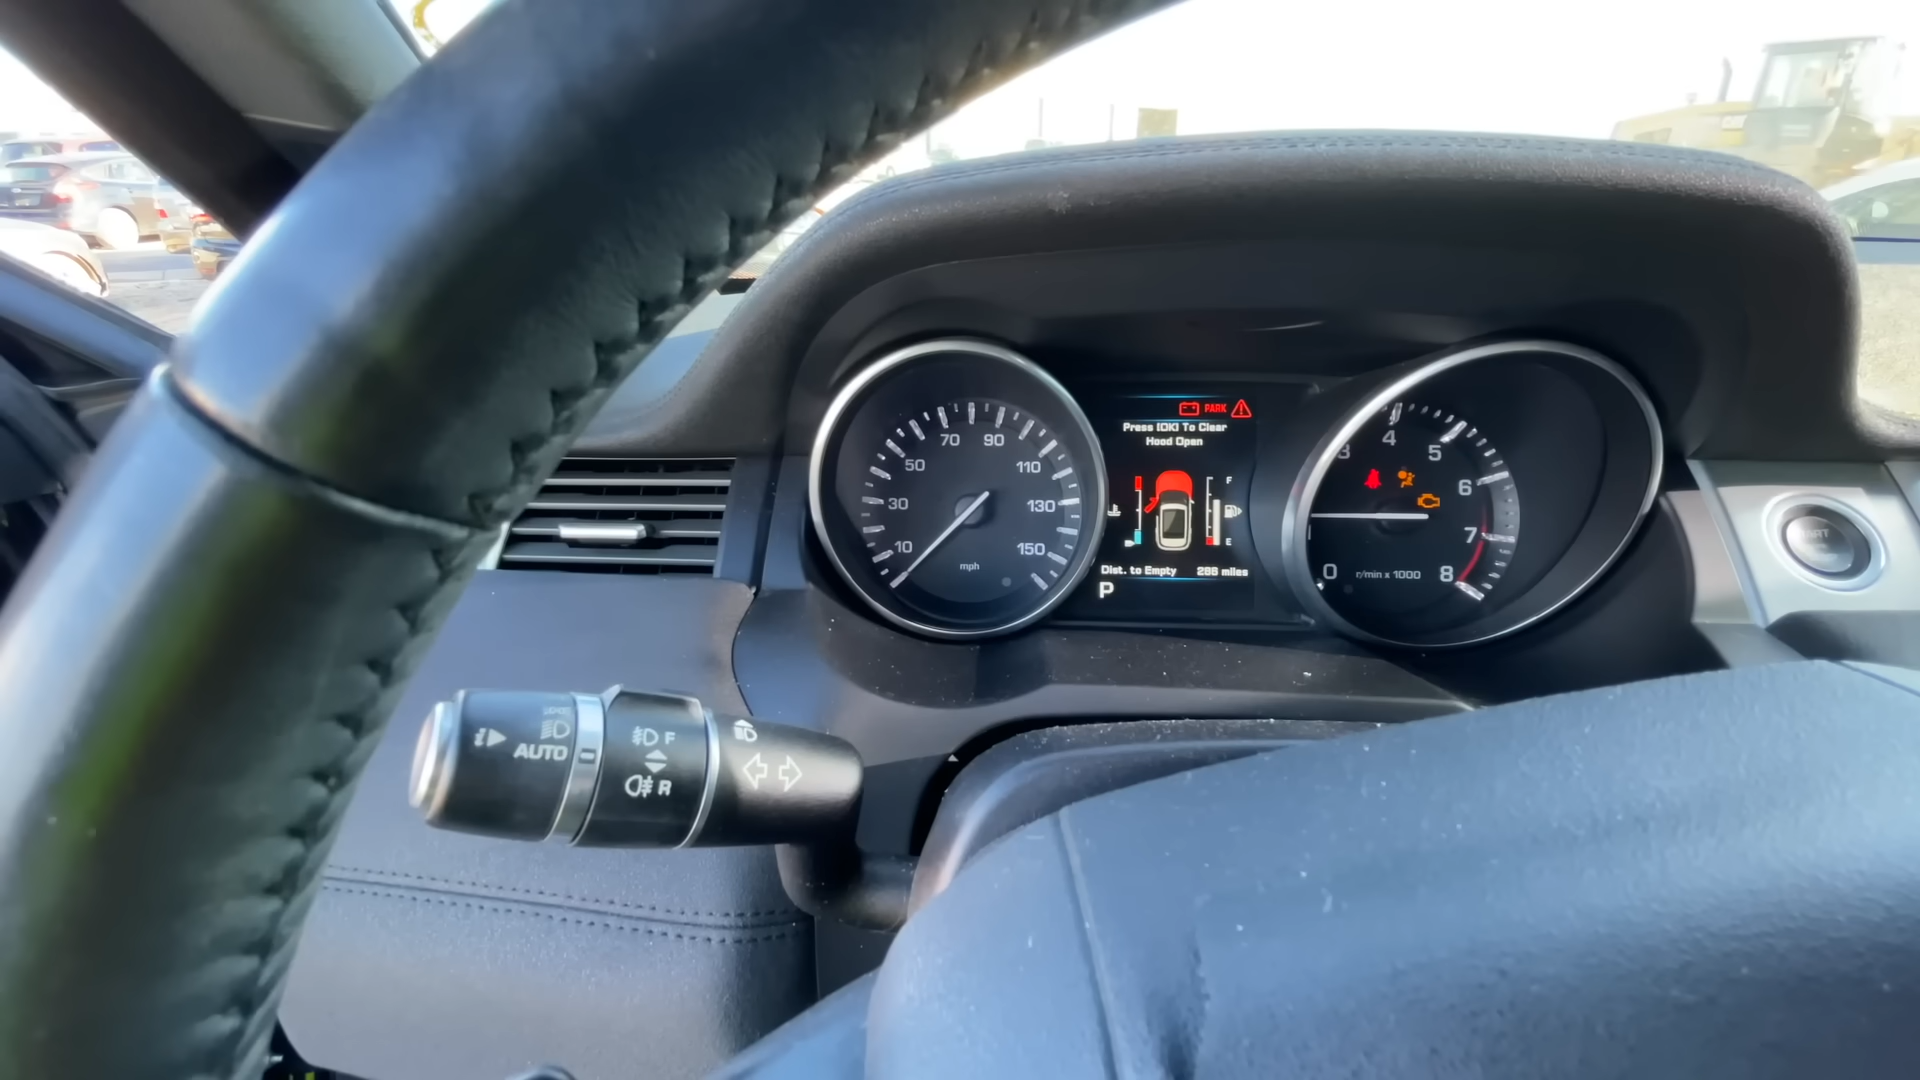 PARK
Press [OK] To Clear
Hood Open
70 90
50 110
30 130
10 150
mph
F
E
Dist. to Empty 288 miles
P
3 4 5
6
7
0 r/min x 1000 8
AUTO
F
R